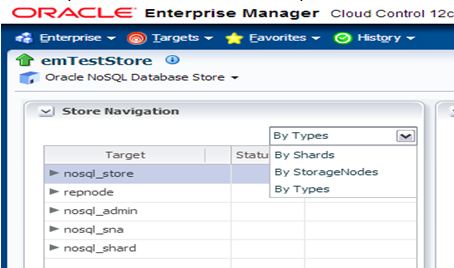 ORACLE Enterprise Manager Cloud Control 12c
Enterprise Targets Favorites History
emTestStore
Oracle NoSQL Database Store
Store Navigation
By Types
Target Statu By Shards
nosql_store By StorageNodes
repnode By Types
nosql_admin
nosql_sna
nosql_shard